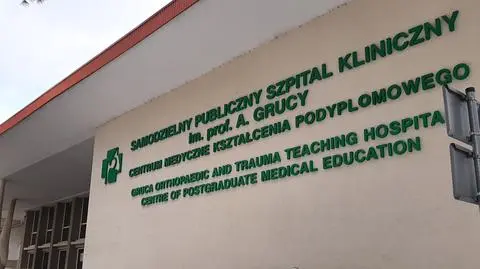 SAMODZIELNY PUBLICZNY SZPITAL KLINICZNY
im. prof. A. GRUCY
CENTRUM MEDYCZNE KSZTAŁCENIA PODYPLOMOWEGO
GRUCA ORTHOPAEDIC AND TRAUMA TEACHING HOSPITAL
CENTRE OF POSTGRADUATE MEDICAL EDUCATION